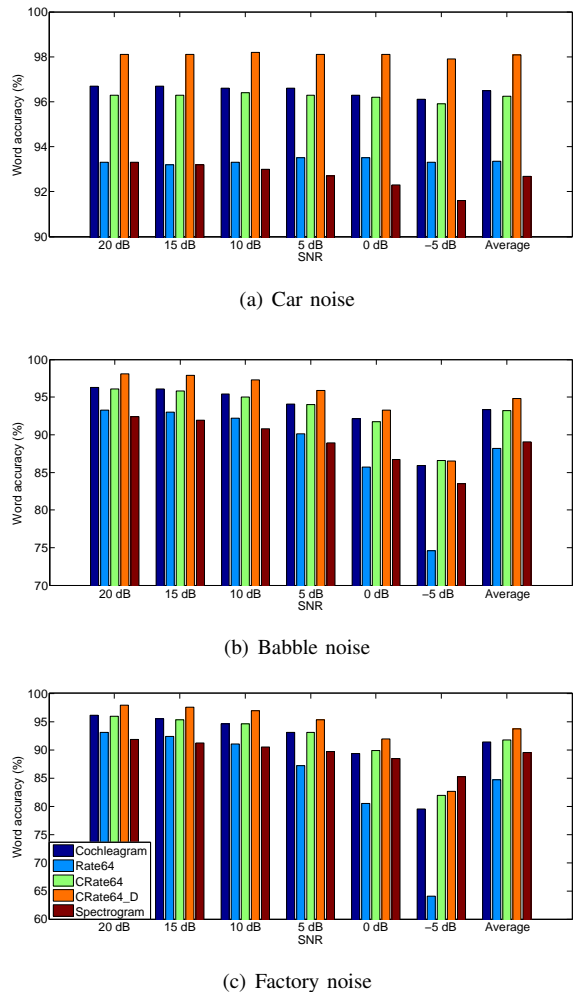 100
98
96
94
92
90
Word accuracy (%)
20 dB 15 dB 10 dB 5 dB 0 dB −5 dB Average
SNR
(a) Car noise
100
95
90
85
80
75
70
Word accuracy (%)
20 dB 15 dB 10 dB 5 dB 0 dB −5 dB Average
SNR
(b) Babble noise
100
95
90
85
80
75
70
65
60
Word accuracy (%)
Cochleagram
Rate64
CRate64
CRate64_D
Spectrogram
20 dB 15 dB 10 dB 5 dB 0 dB −5 dB Average
SNR
(c) Factory noise